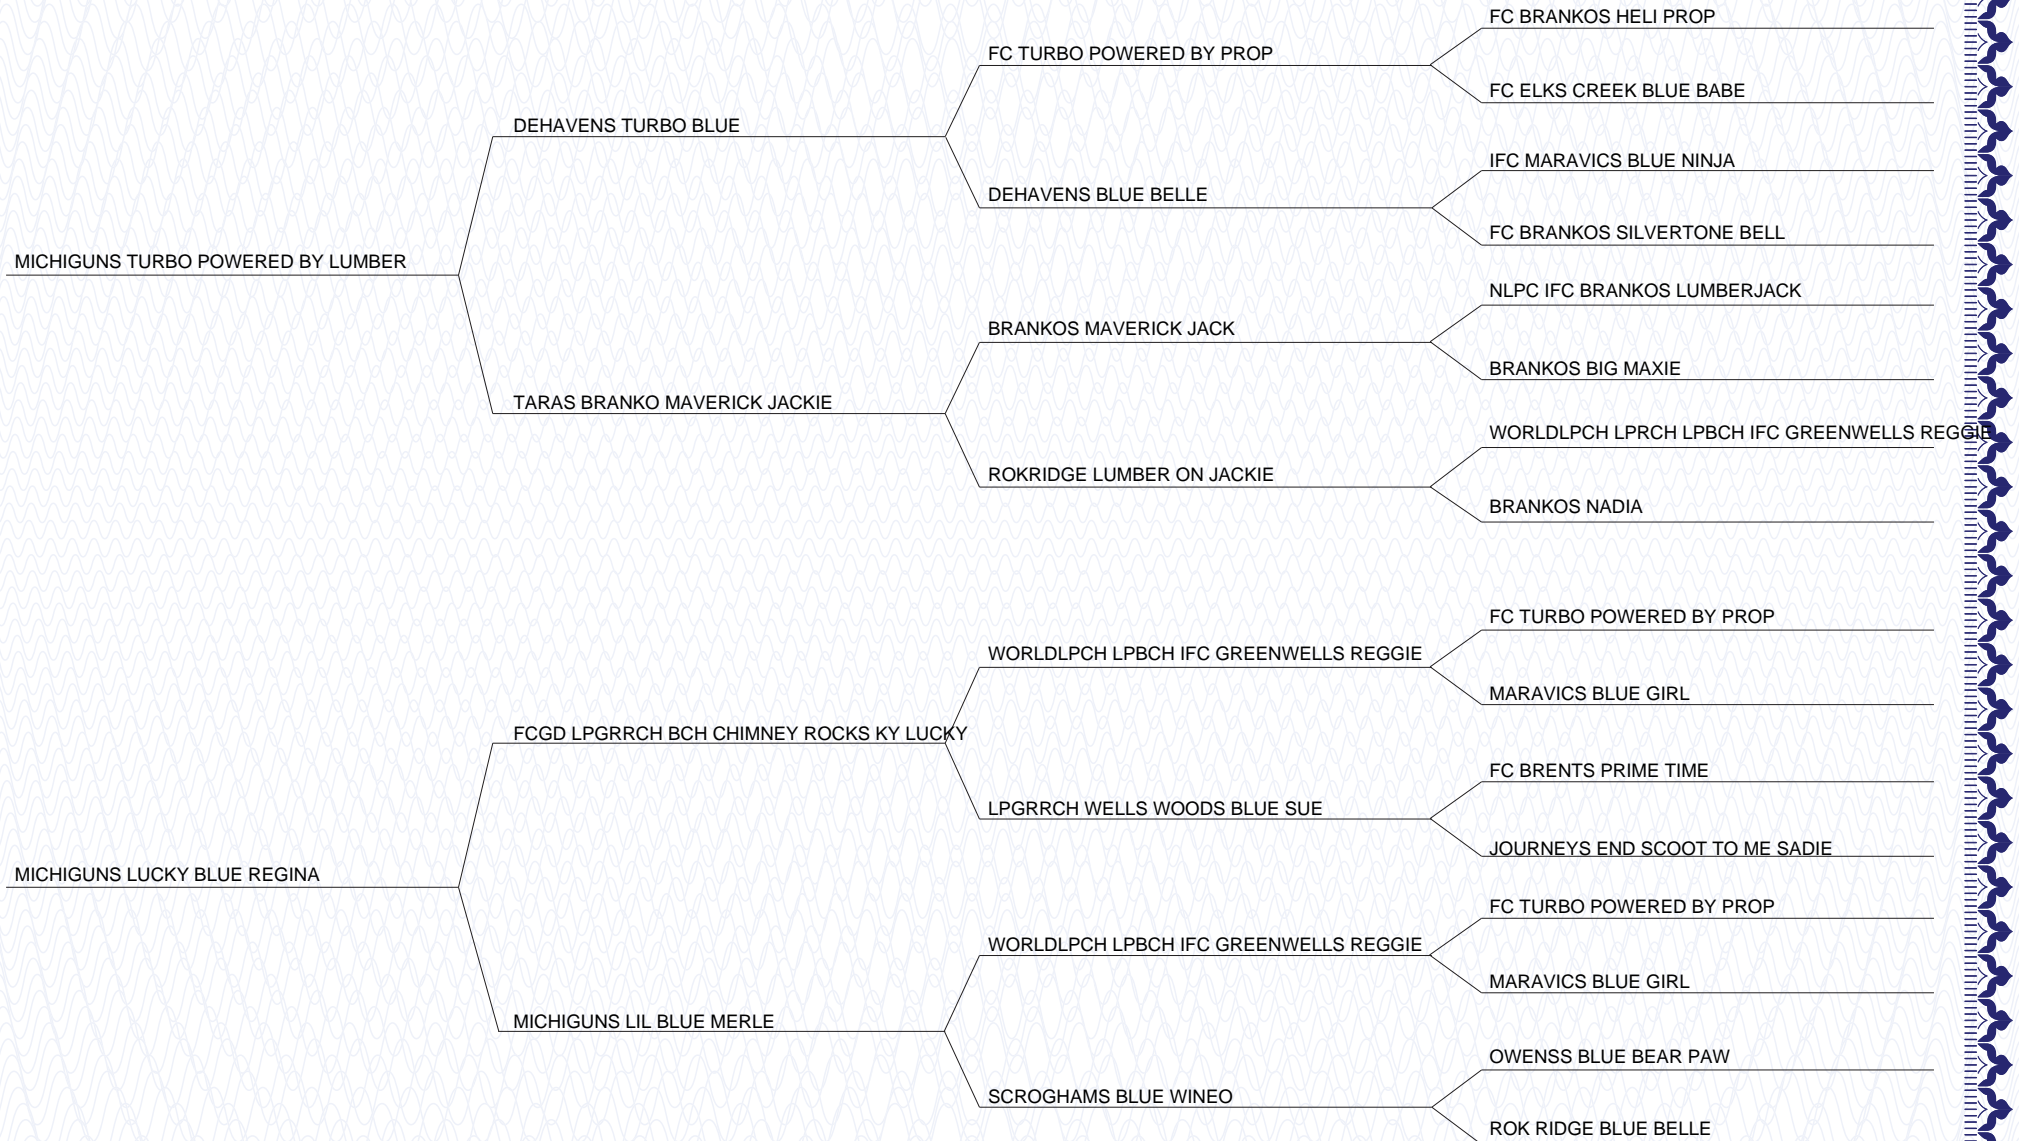 FC BRANKOS HELI PROP
FC TURBO POWERED BY PROP
FC ELKS CREEK BLUE BABE
DEHAVENS TURBO BLUE
IFC MARAVICS BLUE NINJA
DEHAVENS BLUE BELLE
FC BRANKOS SILVERTONE BELL
MICHIGUNS TURBO POWERED BY LUMBER
NLPC IFC BRANKOS LUMBERJACK
BRANKOS MAVERICK JACK
BRANKOS BIG MAXIE
TARAS BRANKO MAVERICK JACKIE
WORLDLPCH LPRCH LPBCH IFC GREENWELLS REGGIE
ROKRIDGE LUMBER ON JACKIE
BRANKOS NADIA
FC TURBO POWERED BY PROP
WORLDLPCH LPBCH IFC GREENWELLS REGGIE
MARAVICS BLUE GIRL
FCGD LPGRRCH BCH CHIMNEY ROCKS KY LUCKY
FC BRENTS PRIME TIME
LPGRRCH WELLS WOODS BLUE SUE
JOURNEYS END SCOOT TO ME SADIE
MICHIGUNS LUCKY BLUE REGINA
FC TURBO POWERED BY PROP
WORLDLPCH LPBCH IFC GREENWELLS REGGIE
MARAVICS BLUE GIRL
MICHIGUNS LIL BLUE MERLE
OWENSS BLUE BEAR PAW
SCROGHAMS BLUE WINEO
ROK RIDGE BLUE BELLE